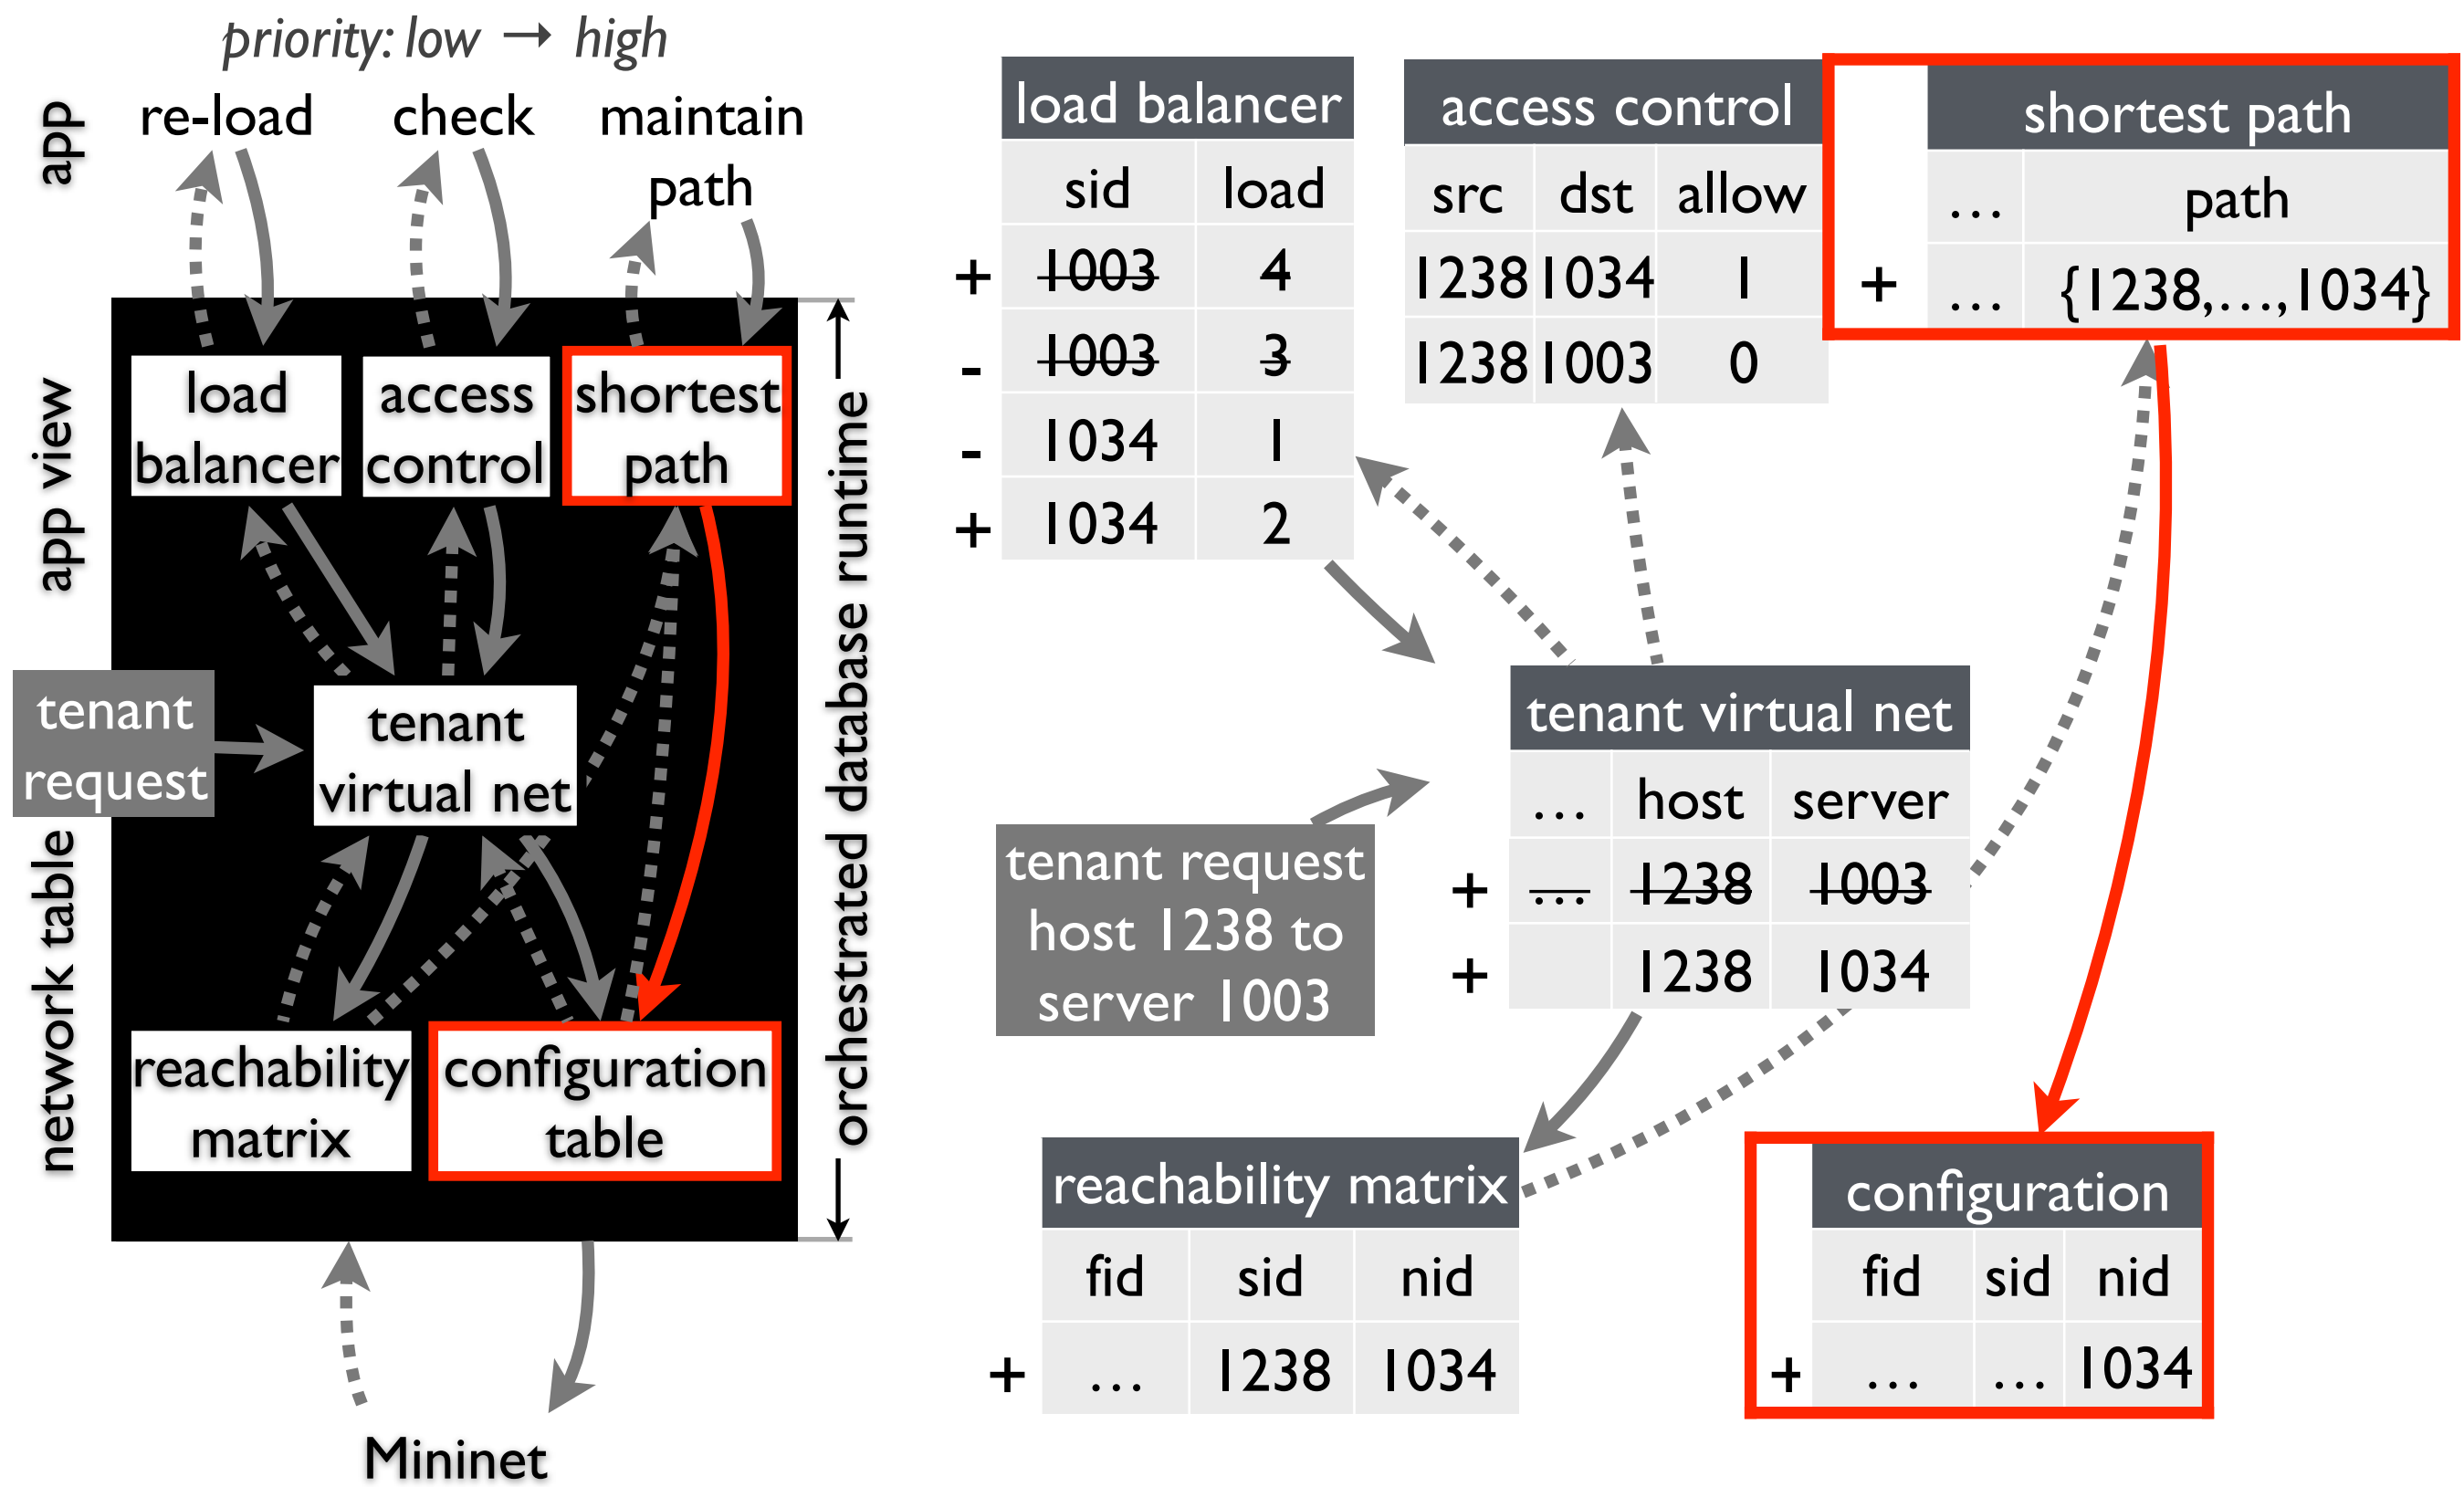 priority: low → high
app
re-load
check
maintain
path
app view
load
balancer
access
control
shortest
path
orchestrated database runtime
tenant
request
tenant
virtual net
network table
reachability
matrix
configuration
table
Mininet
load balancer
sid load
+ 1003 4
- 1003 3
- 1034 1
+ 1034 2
access control
src dst allow
1238 1034 1
1238 1003 0
shortest path
... path
+ ... {1238,...,1034}
tenant request
host 1238 to
server 1003
tenant virtual net
... host server
+ ... 1238 1003
+ 1238 1034
reachability matrix
fid sid nid
+ ... 1238 1034
configuration
fid sid nid
+ ... ... 1034